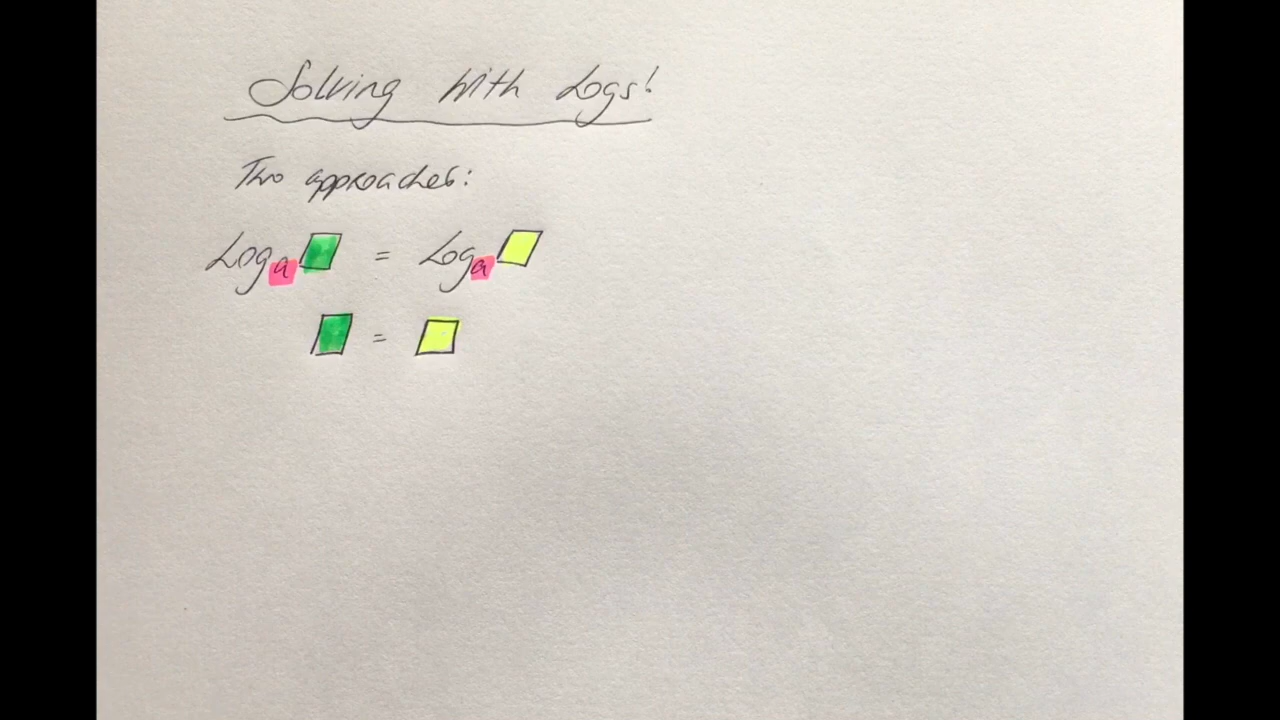 Solving with Logs!
Two approaches:
Log a = Log a
=